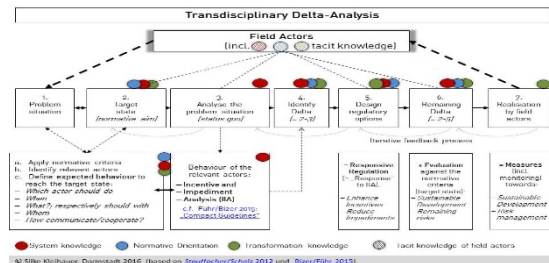 Transdisciplinary Delta-Analysis
Field Actors
(incl. tacit knowledge)
1.
Problem
situation
2.
Target
state
(normative aim)
3.
Analyse the
problem situation
(status quo)
4.
Identify Delta
(= 2-3)
5.
Design
regulatory
options
6.
Remaining
Delta
(= 2-5)
7.
Realisation
by field
actors
Iterative feedback process
a. Apply normative criteria
b. Identify relevant actors
c. Define expected behaviour to
reach the target state:
- Which actor should do
- When
- What?; respectively should with
- Whom
- How communicate/cooperate?
Behaviour of the
relevant actors:
- Incentive and
Impediment
Analysis (IIA)
c.f. Führ/Bizer 2015:
"Compact Guidelines"
- Responsive
Regulation
(= „Response"
to IIA)
- Enhance
Incentives
- Reduce
Impediments
- Evaluation
against the
normative
criteria
(target state):
- Sustainable
Development
- Remaining
risks
- Measures
(incl.
monitoring)
towards:
- Sustainable
Development
- Risk
management
System knowledge
Normative Orientation
Transformation knowledge
Tacit knowledge of field actors
© Silke Kleihauer, Darmstadt 2016 (based on Stauffacher/Scholz 2012 und Bizer/Führ 2015)